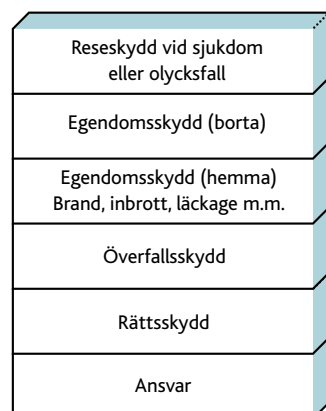 Reseskydd vid sjukdom
eller olycksfall
Egendomsskydd (borta)
Egendomsskydd (hemma)
Brand, inbrott, läckage m.m.
Överfallsskydd
Rättsskydd
Ansvar